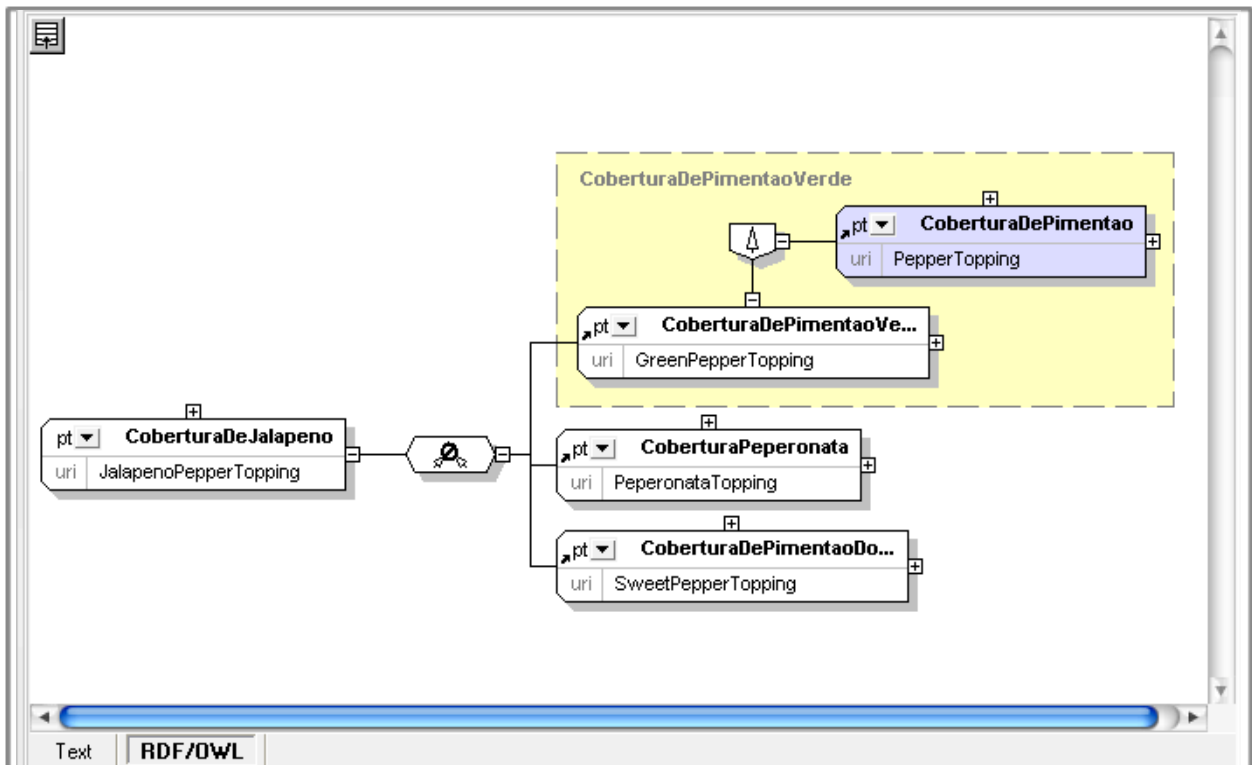 CoberturaDePimentaoVerde
pt CoberturaDePimentao
uri PepperTopping
pt CoberturaDePimentaoVe...
uri GreenPepperTopping
pt CoberturaDeJalapeno
uri JalapenoPepperTopping
pt CoberturaPeperonata
uri PeperonataTopping
pt CoberturaDePimentaoDo...
uri SweetPepperTopping
Text RDF/OWL